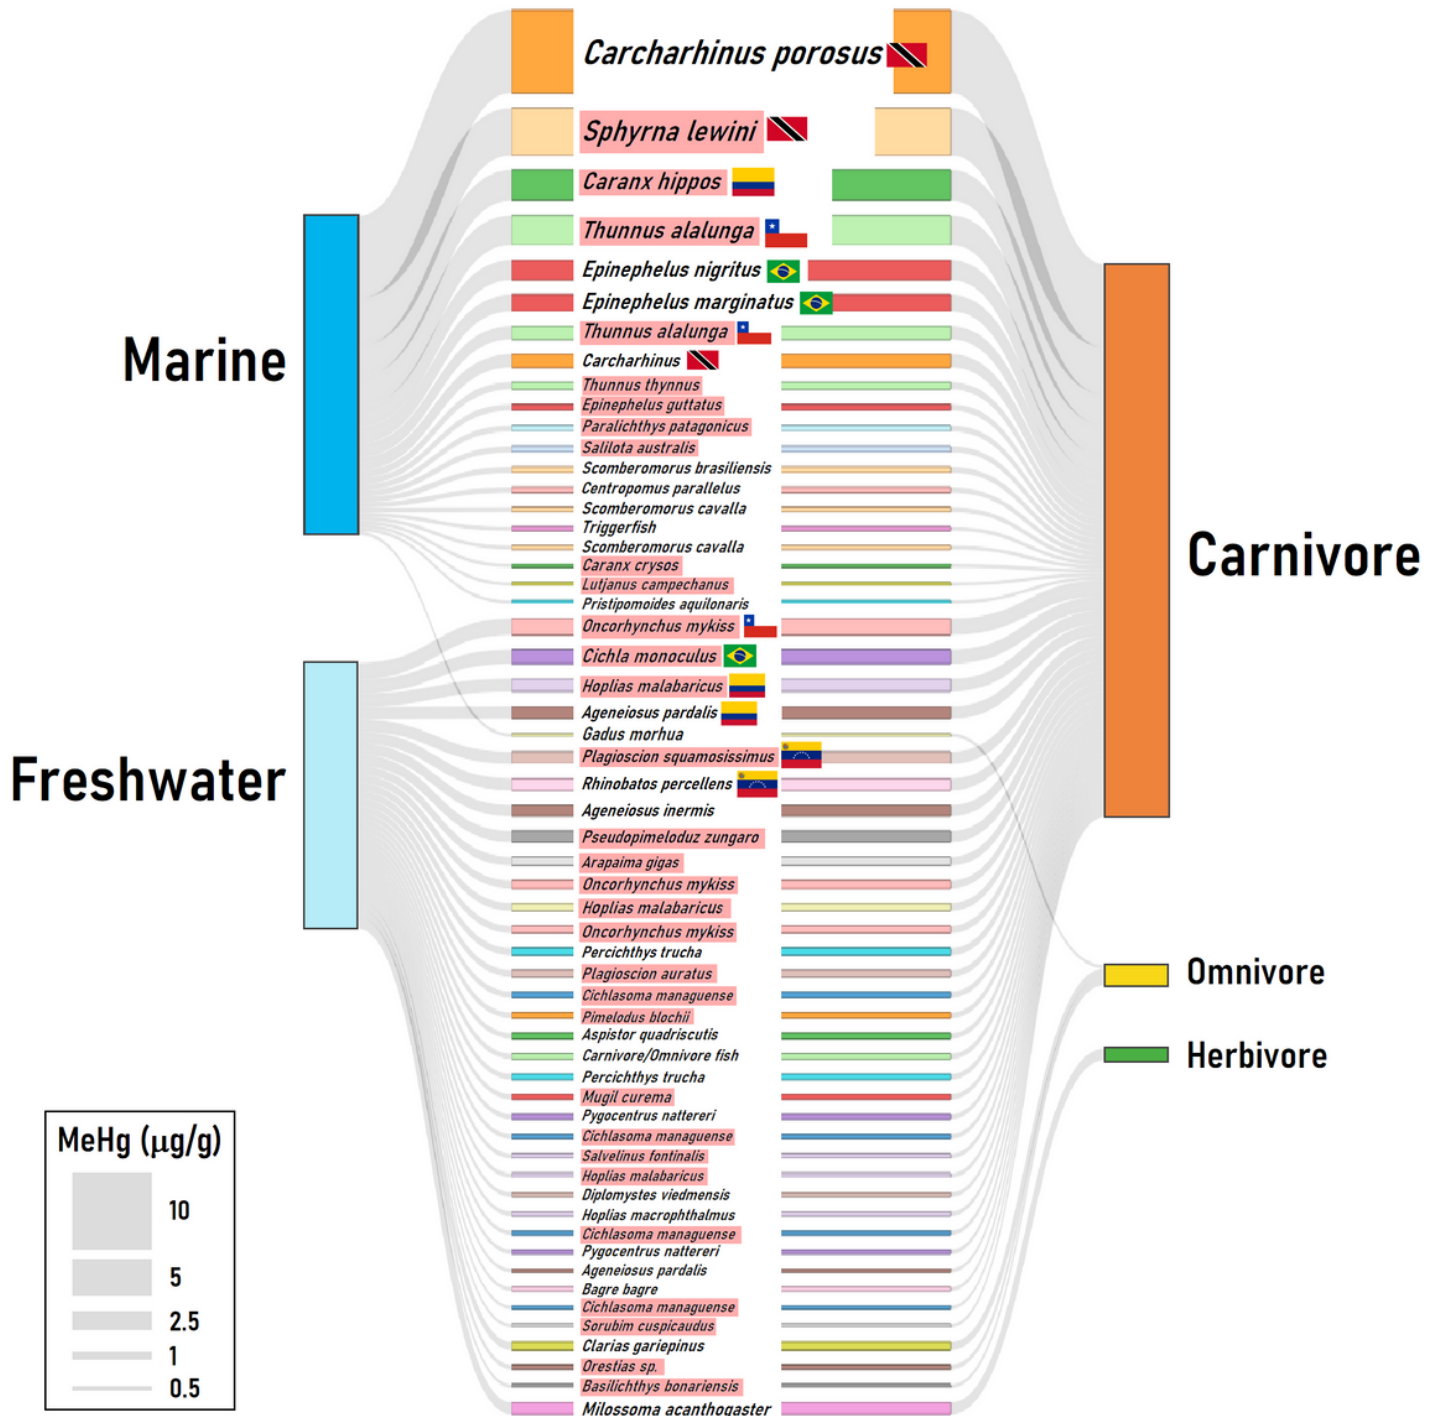 Carcharhinus porosus
Sphyrna lewini
Caranx hippos
Thunnus alalunga
Epinephelus nigritus
Epinephelus marginatus
Thunnus alalunga
Carcharhinus
Thunnus thynnus
Epinephelus guttatus
Paralichthys patagonicus
Salilota australis
Scomberomorus brasiliensis
Centropomus parallelus
Scomberomorus cavalla
Triggerfish
Scomberomorus cavalla
Caranx crysos
Lutjanus campechanus
Pristipomoides aquilonaris
Oncorhynchus mykiss
Cichla monoculus
Hoplias malabaricus
Ageneiosus pardalis
Gadus morhua
Plagioscion squamosissimus
Rhinobatos percellens
Ageneiosus inermis
Pseudopimeloduz zungaro
Arapaima gigas
Oncorhynchus mykiss
Hoplias malabaricus
Oncorhynchus mykiss
Percichthys trucha
Plagioscion auratus
Cichlasoma managuense
Pimelodus blochii
Aspistor quadriscutis
Carnivore/Omnivore fish
Percichthys trucha
Mugil curema
Pygocentrus nattereri
Cichlasoma managuense
Salvelinus fontinalis
Hoplias malabaricus
Diplomystes viedmensis
Hoplias macrophthalmus
Cichlasoma managuense
Pygocentrus nattereri
Ageneiosus pardalis
Bagre bagre
Cichlasoma managuense
Sorubim cuspicaudus
Clarias gariepinus
Orestias sp.
Basilichthys bonariensis
Milossoma acanthogaster
Marine
Freshwater
Carnivore
Omnivore
Herbivore
MeHg (μg/g)
10
5
2.5
1
0.5